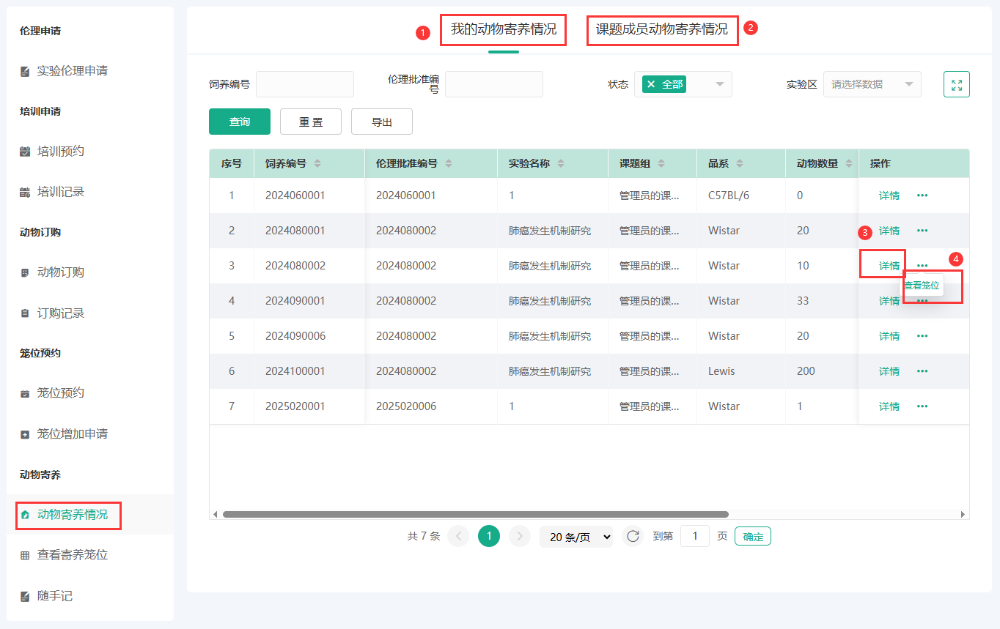 伦理申请
实验伦理申请
培训申请
培训预约
培训记录
动物订购
动物订购
订购记录
笼位预约
笼位预约
笼位增加申请
动物寄养
动物寄养情况
查看寄养笼位
随手记
1 我的动物寄养情况 课题成员动物寄养情况 2
饲养编号 伦理批准编号 状态 全部 实验区 请选择数据
查询 重置 导出
序号 饲养编号 伦理批准编号 实验名称 课题组 品系 动物数量 操作
1 2024060001 2024060001 1 管理员的课... C57BL/6 0 详情 •••
2 2024080001 2024080002 肺癌发生机制研究 管理员的课... Wistar 20 详情 •••
3
3 2024080002 2024080002 肺癌发生机制研究 管理员的课... Wistar 10 详情 •••
4
查看笼位
4 2024090001 2024080002 肺癌发生机制研究 管理员的课... Wistar 33 详情 •••
5 2024090006 2024080002 肺癌发生机制研究 管理员的课... Wistar 20 详情 •••
6 2024100001 2024080002 肺癌发生机制研究 管理员的课... Lewis 200 详情 •••
7 2025020001 2025020006 1 管理员的课... Wistar 1 详情 •••
共 7 条 1 20 条/页 到第 1 页 确定